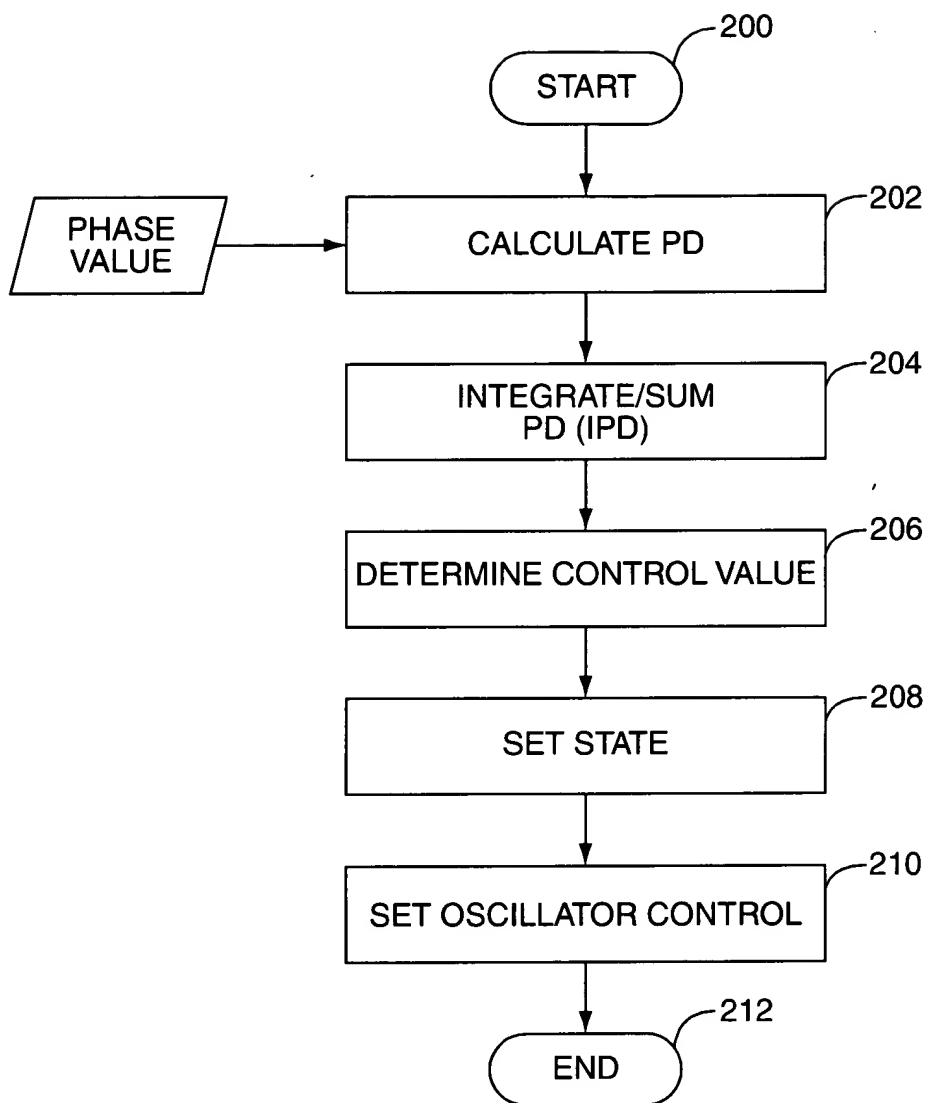 200
START
PHASE
VALUE
202
CALCULATE PD
204
INTEGRATE/SUM
PD (IPD)
206
DETERMINE CONTROL VALUE
208
SET STATE
210
SET OSCILLATOR CONTROL
212
END